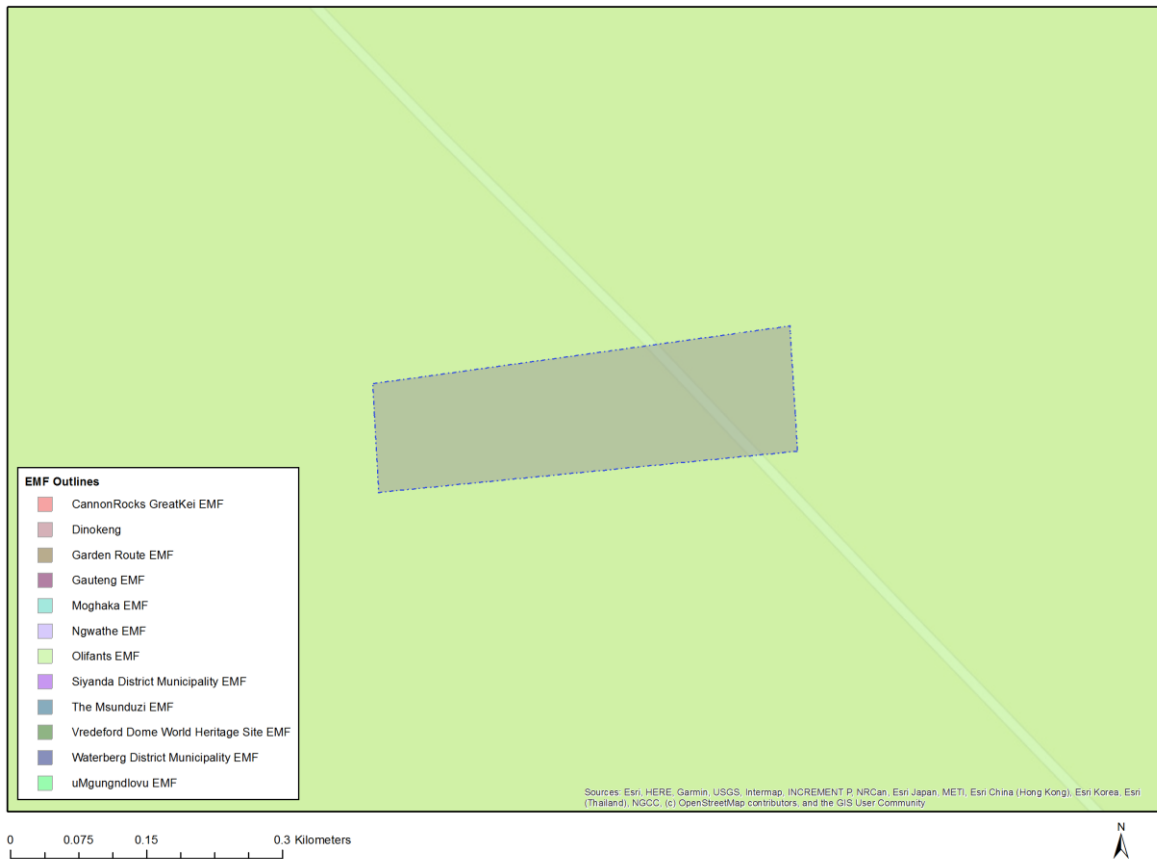 EMF Outlines
CannonRocks GreatKei EMF
Dinokeng
Garden Route EMF
Gauteng EMF
Moghaka EMF
Ngwathe EMF
Olifants EMF
Siyanda District Municipality EMF
The Msunduzi EMF
Vredeford Dome World Heritage Site EMF
Waterberg District Municipality EMF
uMgungndlovu EMF
Sources: Esri, HERE, Garmin, USGS, Intermap, INCREMENT P, NRCan, Esri Japan, METI, Esri China (Hong Kong), Esri Korea, Esri
(Thailand), NGCC, (c) OpenStreetMap contributors, and the GIS User Community
0 0.075 0.15 0.3 Kilometers
N